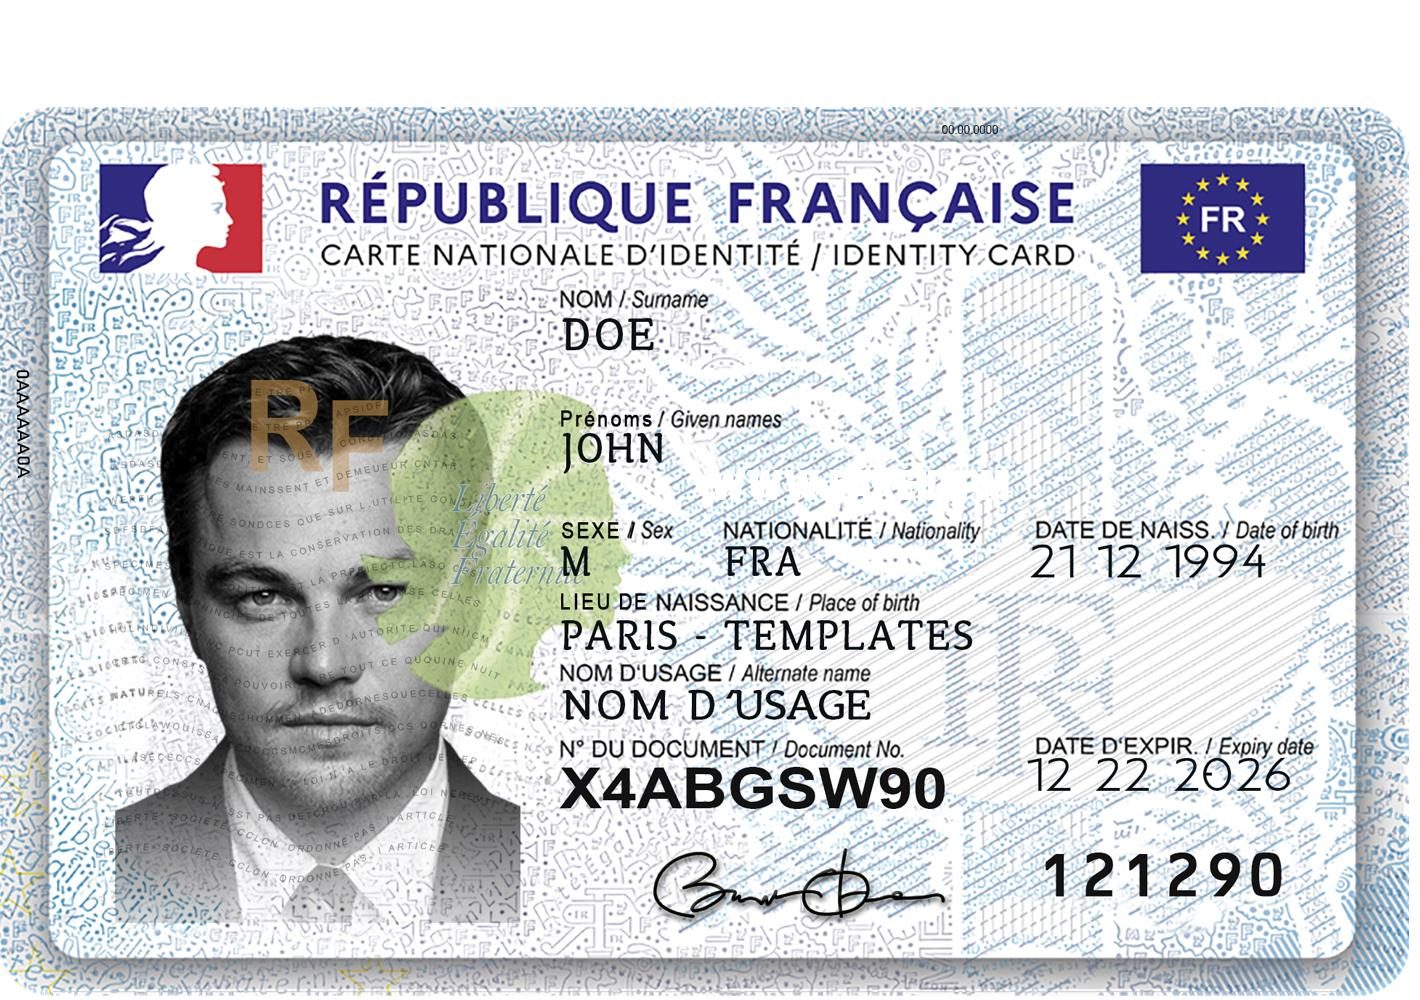 00.00.0000
RÉPUBLIQUE FRANÇAISE
FR
CARTE NATIONALE D'IDENTITÉ / IDENTITY CARD
NOM / Surname
DOE
0AAAAAA0A
RF
Prénoms / Given names
JOHN
Liberté
Egalité
Fraternité
SEXE / Sex NATIONALITÉ / Nationality DATE DE NAISS. / Date of birth
M FRA 21 12 1994
LIEU DE NAISSANCE / Place of birth
PARIS - TEMPLATES
NOM D'USAGE / Alternate name
NOM D'USAGE
N° DU DOCUMENT / Document No. DATE D'EXPIR. / Expiry date
X4ABGSW90 12 22 2026
121290